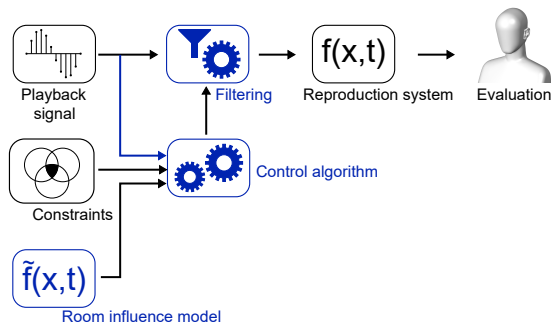 f(x,t)
Playback
signal
Filtering
Reproduction system
Evaluation
Control algorithm
Constraints
f̃(x,t)
Room influence model